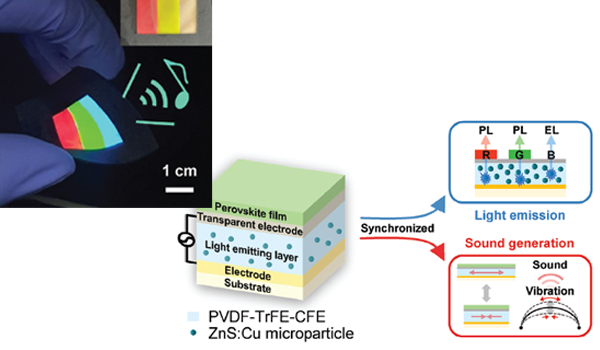 1 cm
Perovskite film
Transparent electrode
Light emitting layer
Electrode
Substrate
PVDF-TrFE-CFE
ZnS:Cu microparticle
Synchronized
PL PL EL
R G B
Light emission
Sound generation
Sound
Vibration